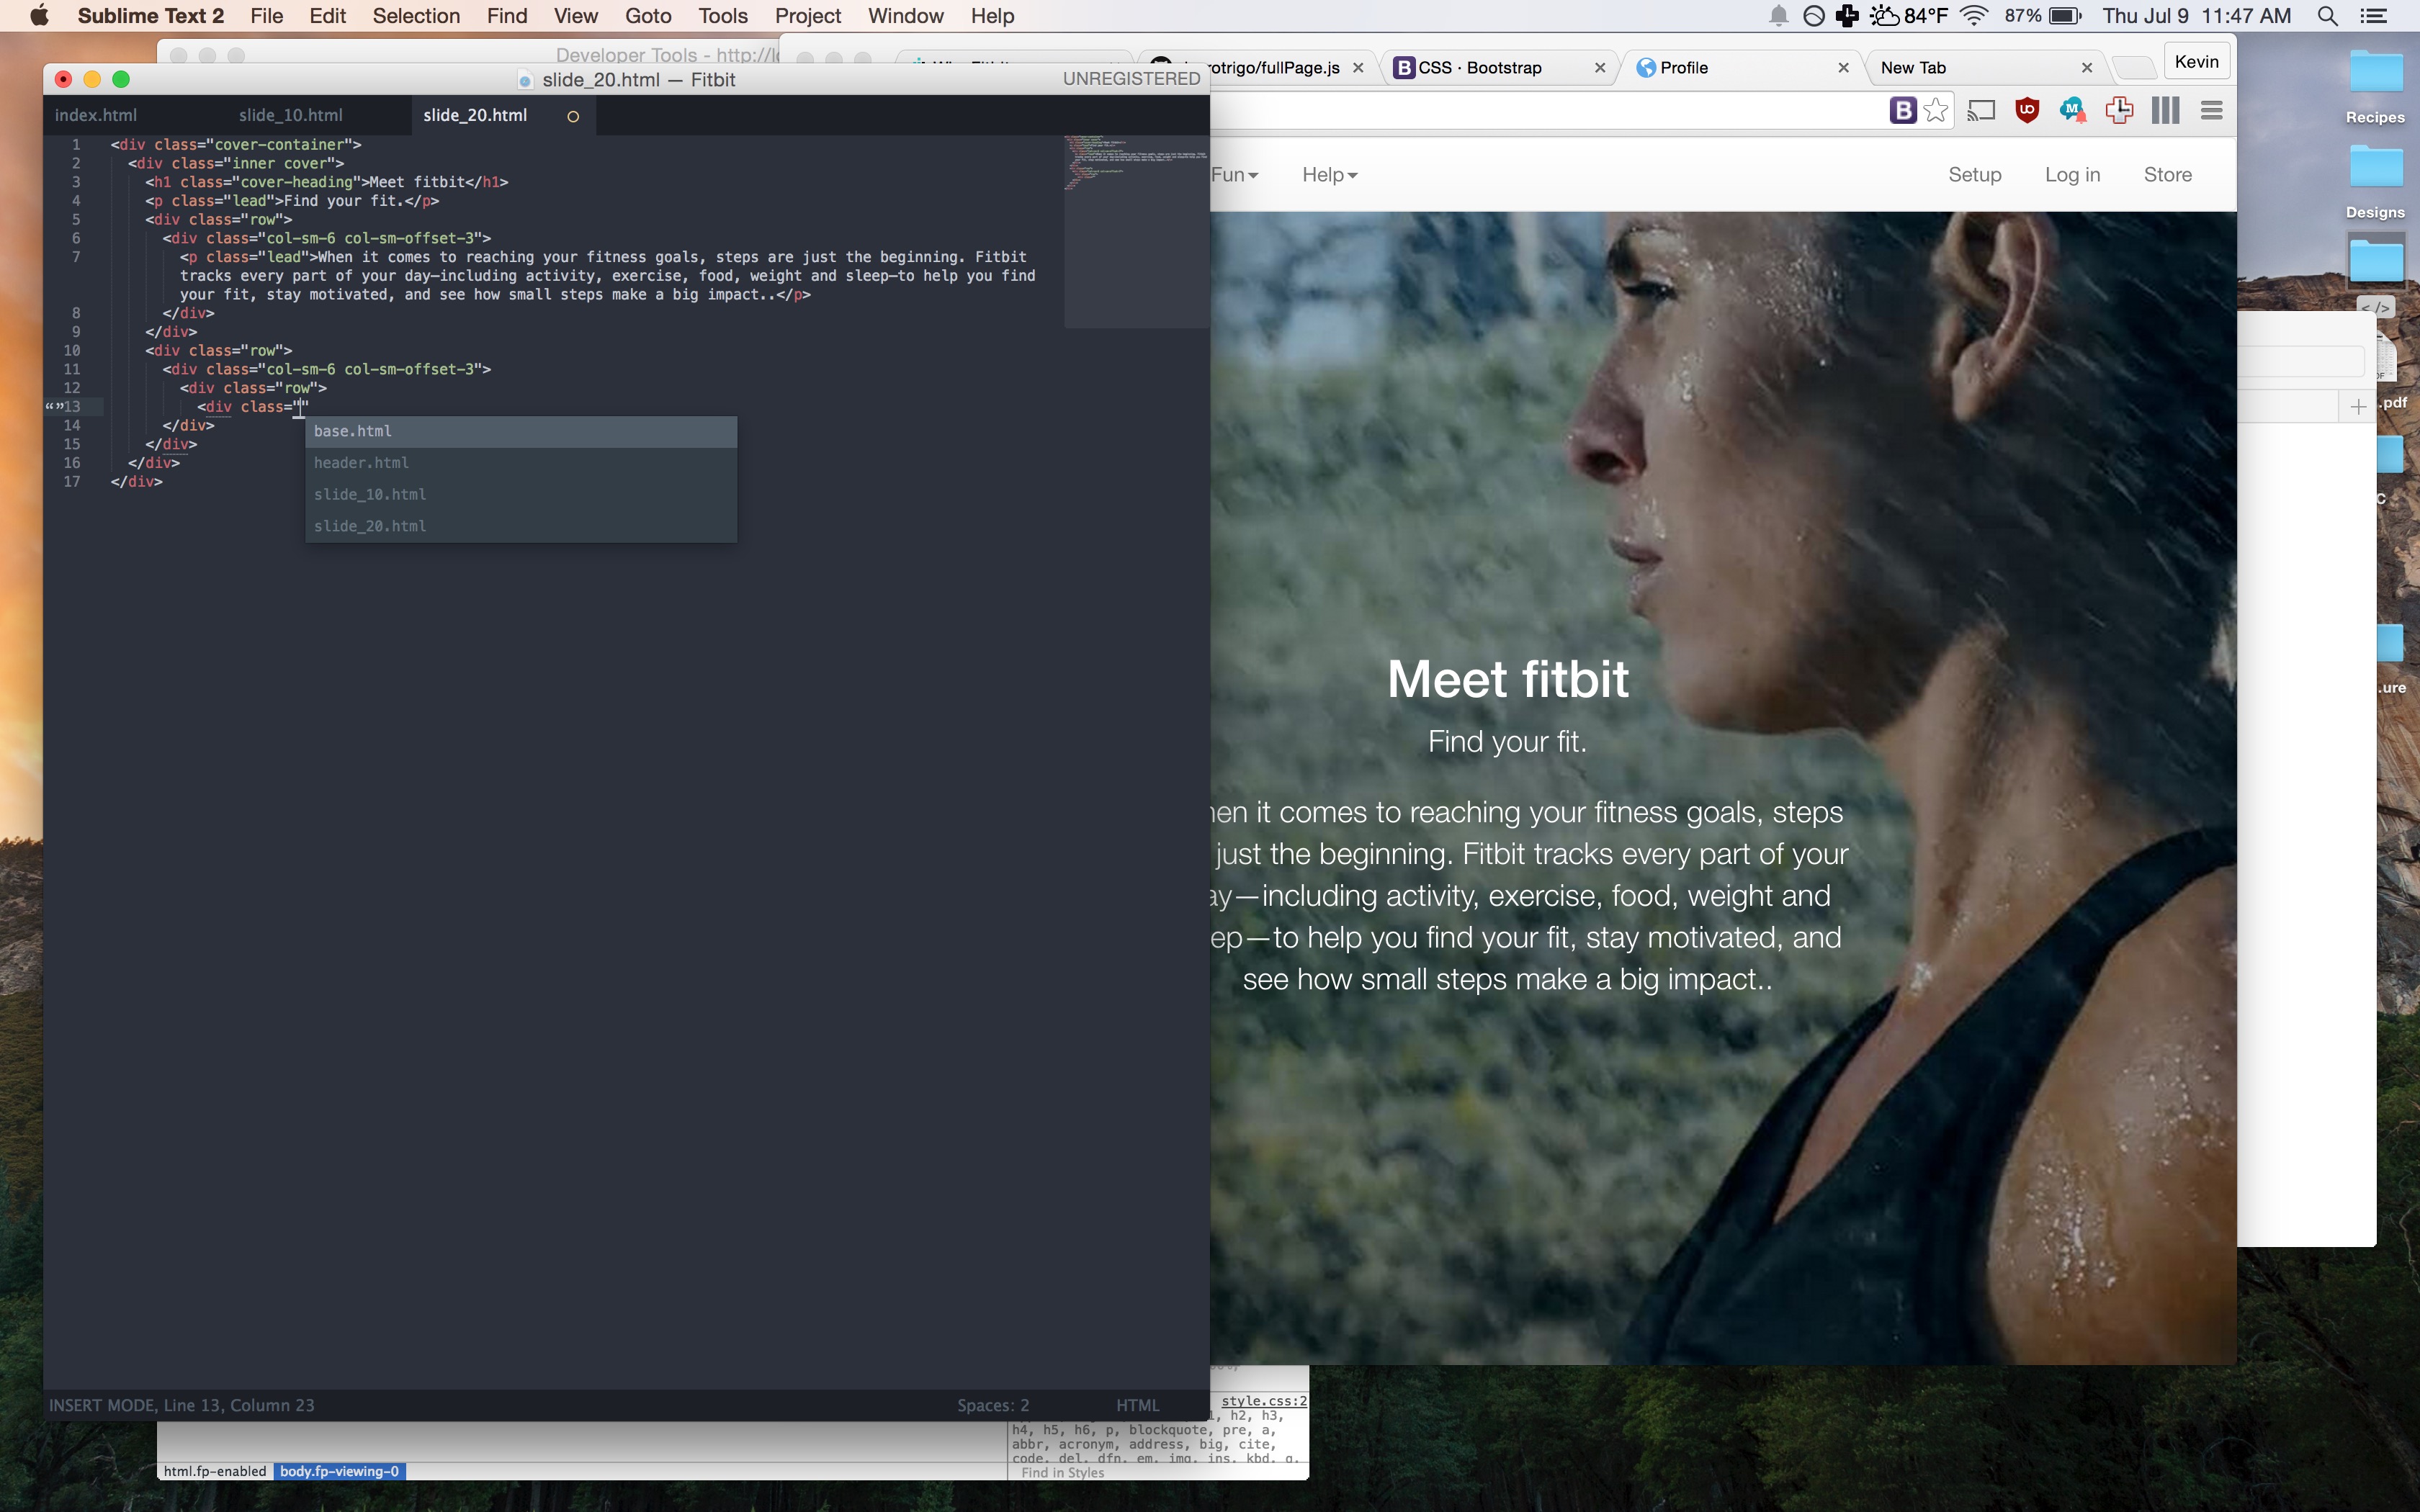 Sublime Text 2 File Edit Selection Find View Goto Tools Project Window Help
84°F 87% Thu Jul 9 11:47 AM
Developer Tools - http://l
slide_20.html — Fitbit
UNREGISTERED
index.html slide_10.html slide_20.html
1 <div class="cover-container">
2 <div class="inner cover">
3 <h1 class="cover-heading">Meet fitbit</h1>
4 <p class="lead">Find your fit.</p>
5 <div class="row">
6 <div class="col-sm-6 col-sm-offset-3">
7 <p class="lead">When it comes to reaching your fitness goals, steps are just the beginning. Fitbit
tracks every part of your day—including activity, exercise, food, weight and sleep—to help you find
your fit, stay motivated, and see how small steps make a big impact..</p>
8 </div>
9 </div>
10 <div class="row">
11 <div class="col-sm-6 col-sm-offset-3">
12 <div class="row">
“”13 <div class=""
14 </div>
15 </div>
16 </div>
17 </div>
base.html
header.html
slide_10.html
slide_20.html
INSERT MODE, Line 13, Column 23 Spaces: 2 HTML
rotrigo/fullPage.js
B CSS · Bootstrap
Profile
New Tab
Kevin
Fun Help Setup Log in Store
Meet fitbit
Find your fit.
en it comes to reaching your fitness goals, steps
just the beginning. Fitbit tracks every part of your
ay—including activity, exercise, food, weight and
ep—to help you find your fit, stay motivated, and
see how small steps make a big impact..
Recipes
Designs
</>
.pdf
C
.ure
style.css:2
, h2, h3,
h4, h5, h6, p, blockquote, pre, a,
abbr, acronym, address, big, cite,
code, del, dfn, em, img, ins, kbd, q,
Find in Styles
html.fp-enabled body.fp-viewing-0